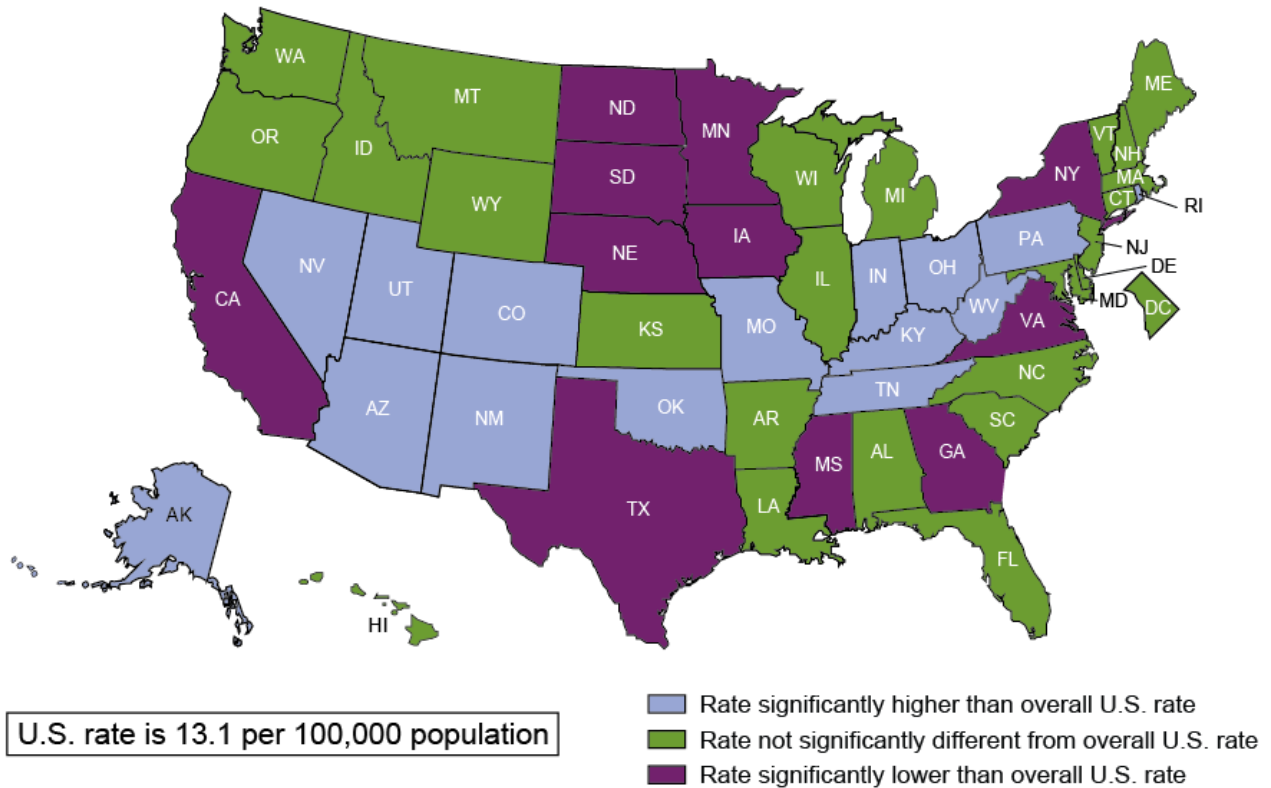 WA
MT
ND
MN
ME
OR
ID
VT
NH
WI
SD
NY
MA
MI
CT
WY
RI
IA
PA
NJ
NE
NV
IN
OH
DE
UT
IL
CA
CO
WV
MD
DC
MO
VA
KS
KY
NC
TN
AZ
NM
OK
AR
SC
MS
AL
GA
LA
TX
AK
FL
HI
U.S. rate is 13.1 per 100,000 population
Rate significantly higher than overall U.S. rate
Rate not significantly different from overall U.S. rate
Rate significantly lower than overall U.S. rate